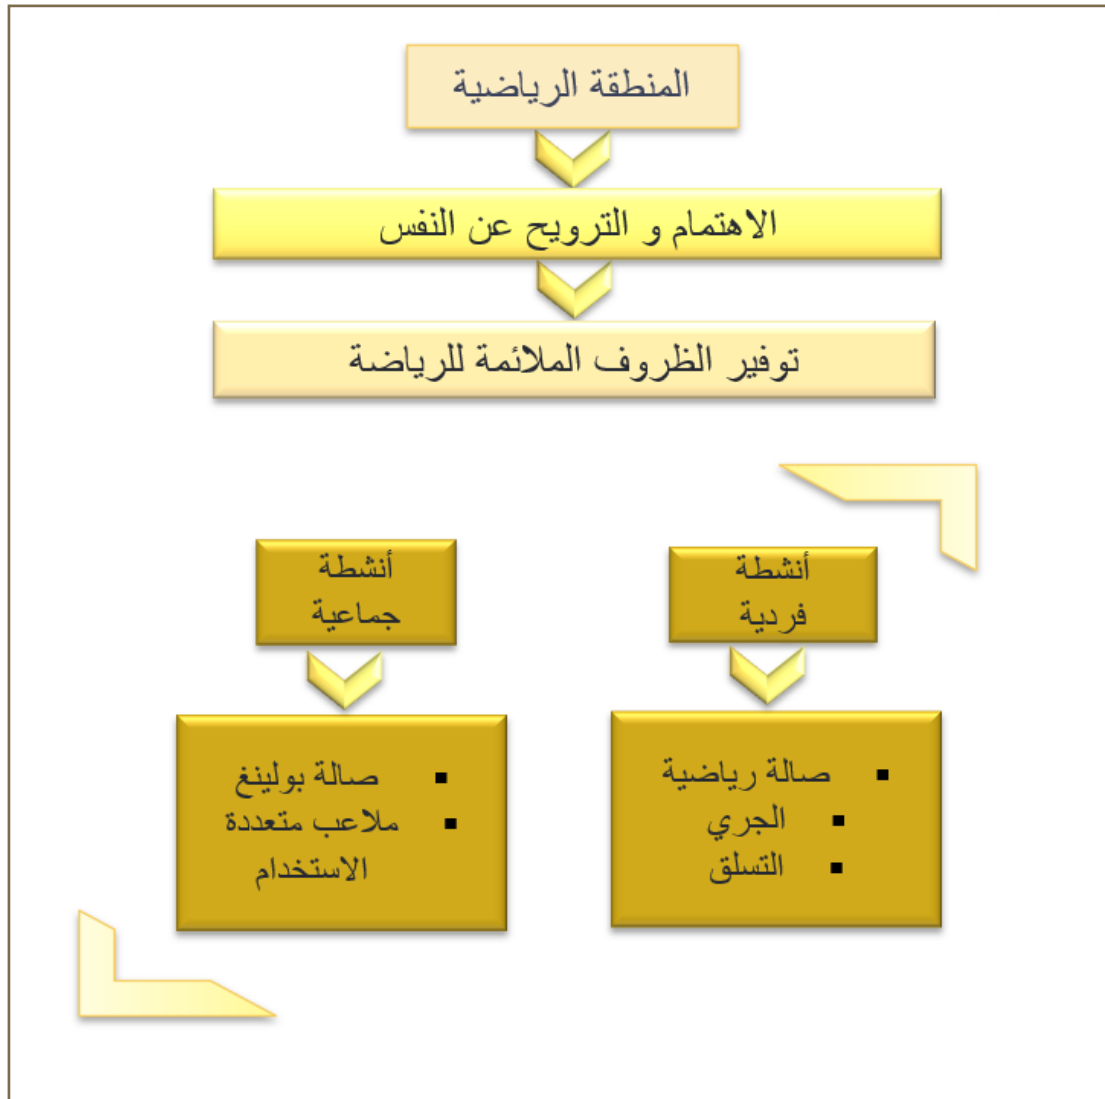 المنطقة الرياضية
الاهتمام و الترويح عن النفس
توفير الظروف الملائمة للرياضة
أنشطة
فردية
▪ صالة رياضية
▪ الجري
▪ التسلق
أنشطة
جماعية
▪ صالة بولينغ
▪ ملاعب متعددة
الاستخدام